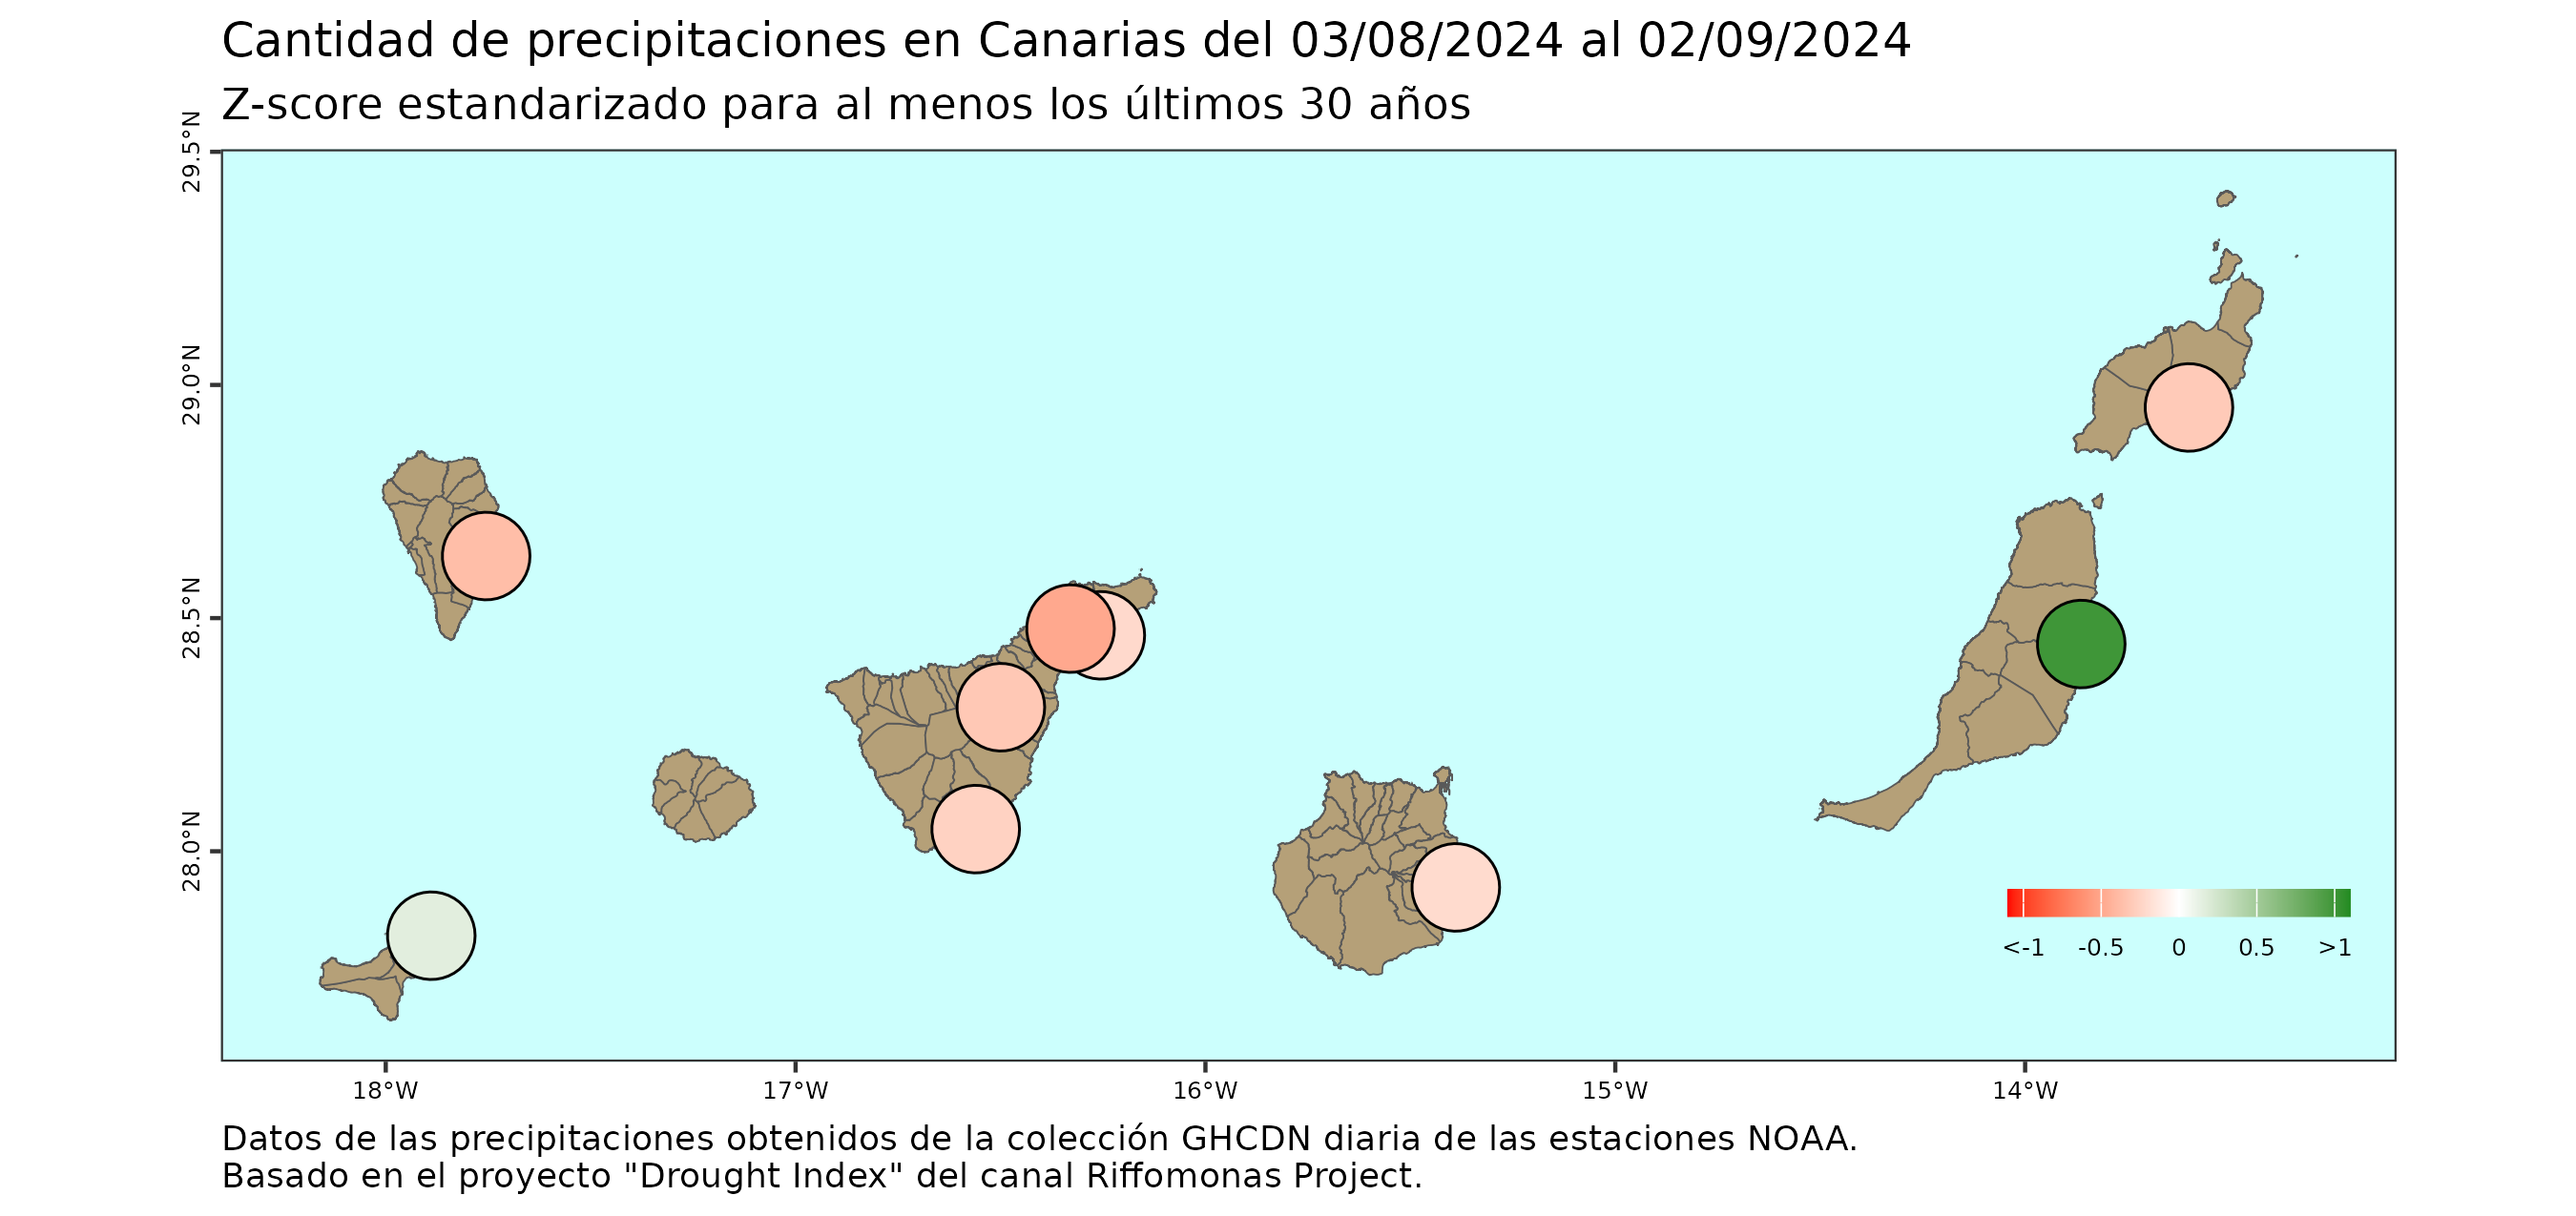 Cantidad de precipitaciones en Canarias del 03/08/2024 al 02/09/2024
Z-score estandarizado para al menos los últimos 30 años
29.5°N
29.0°N
28.5°N
28.0°N
<-1 -0.5 0 0.5 >1
18°W 17°W 16°W 15°W 14°W
Datos de las precipitaciones obtenidos de la colección GHCDN diaria de las estaciones NOAA.
Basado en el proyecto "Drought Index" del canal Riffomonas Project.